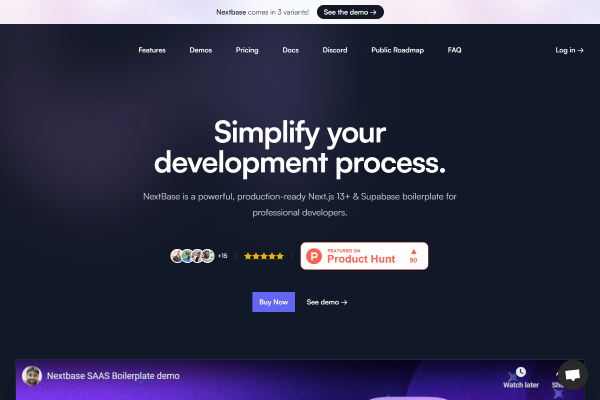 Nextbase comes in 3 variants! See the demo →
Features Demos Pricing Docs Discord Public Roadmap FAQ Log in →
Simplify your
development process.
NextBase is a powerful, production-ready Next.js 13+ & Supabase boilerplate for
professional developers.
+15
FEATURED ON
Product Hunt
90
Buy Now See demo →
Nextbase SAAS Boilerplate demo
Watch later